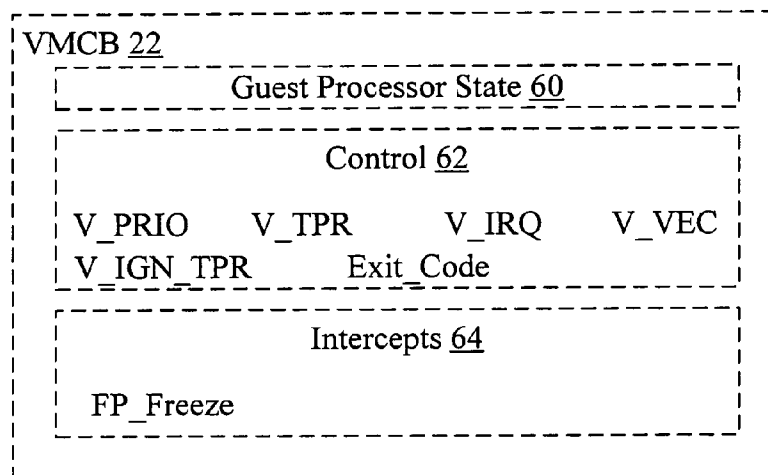 VMCB 22
Guest Processor State 60
Control 62
V_PRIO V_TPR V_IRQ V_VEC
V_IGN_TPR Exit_Code
Intercepts 64
FP_Freeze